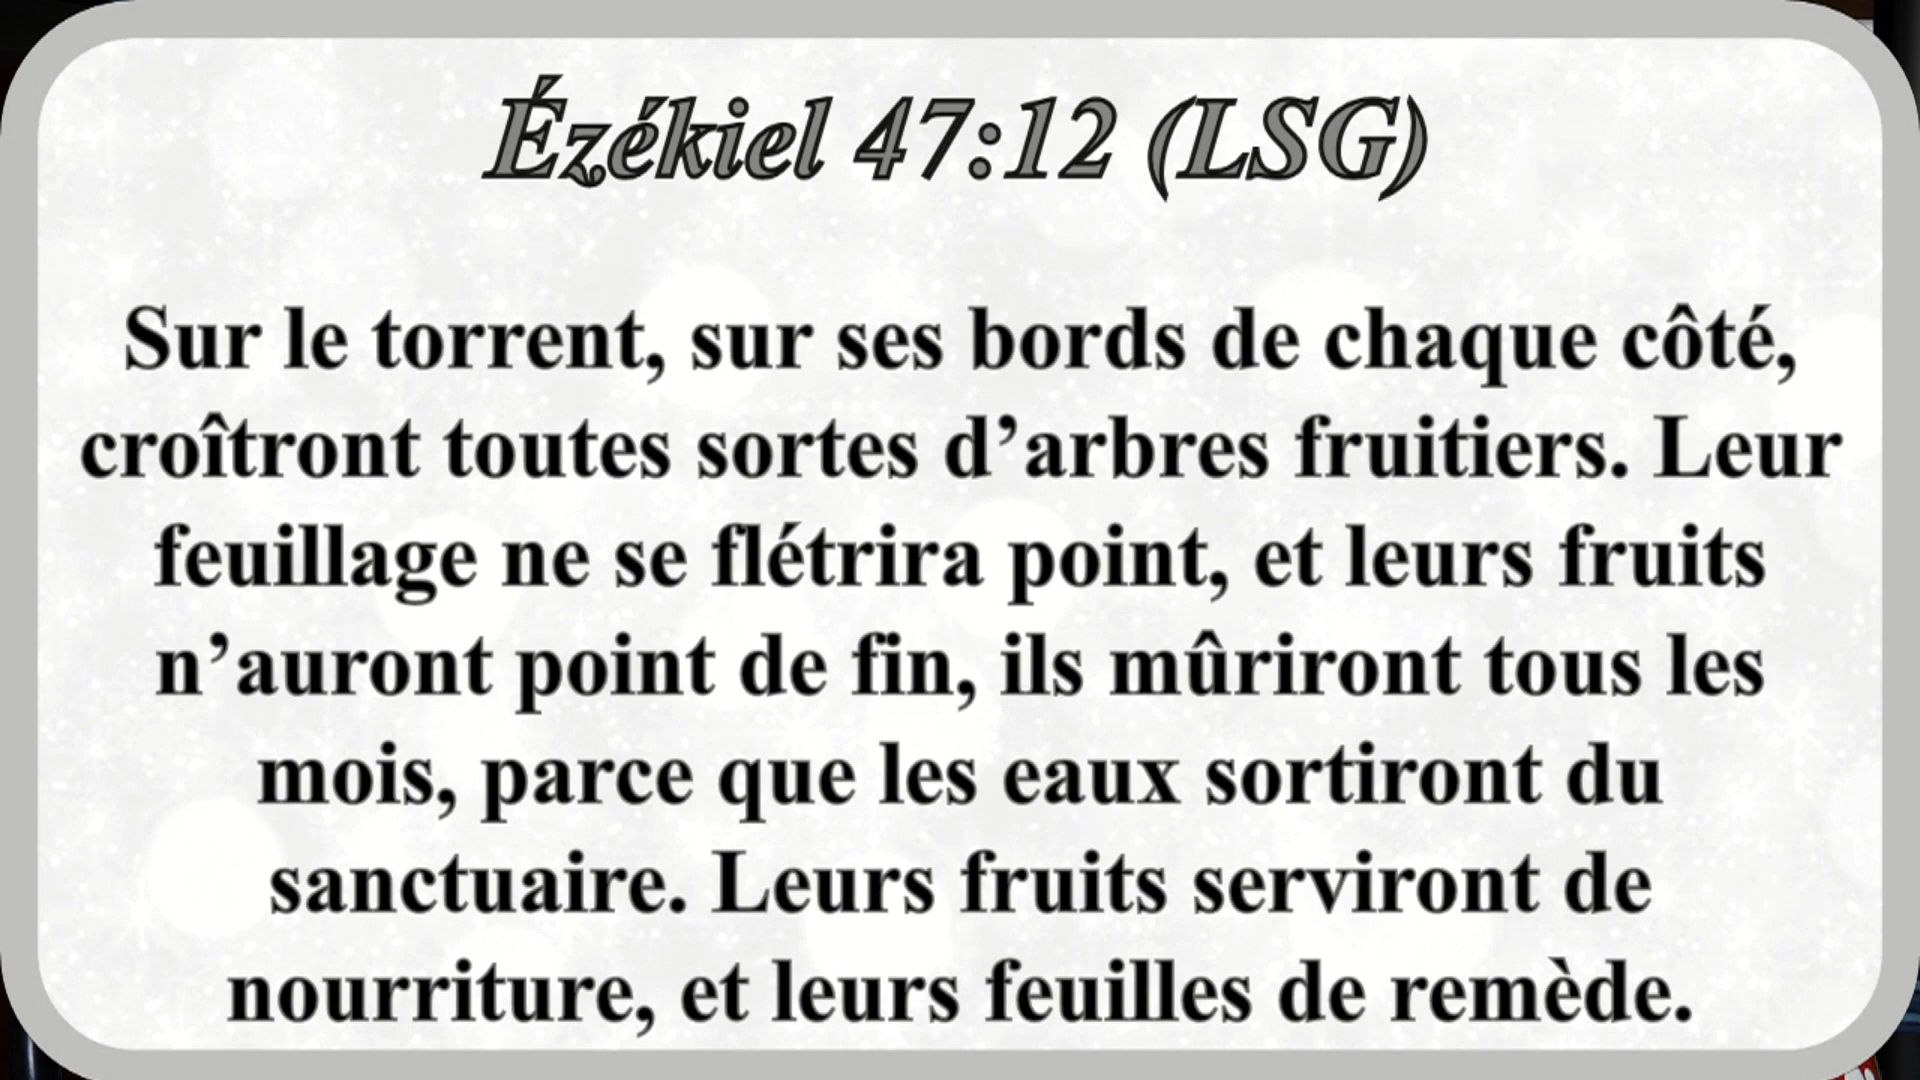 Ézékiel 47:12 (LSG)
Sur le torrent, sur ses bords de chaque côté,
croîtront toutes sortes d’arbres fruitiers. Leur
feuillage ne se flétrira point, et leurs fruits
n’auront point de fin, ils mûriront tous les
mois, parce que les eaux sortiront du
sanctuaire. Leurs fruits serviront de
nourriture, et leurs feuilles de remède.